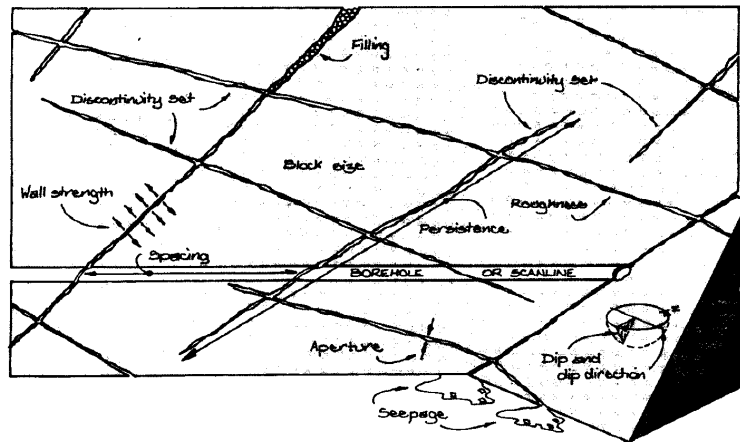 Filling
Discontinuity set
Discontinuity set
Block size
Wall strength
Roughness
Persistance
Spacing
BOREHOLE OR SCANLINE
Aperture
Dip and
dip direction
Seepage